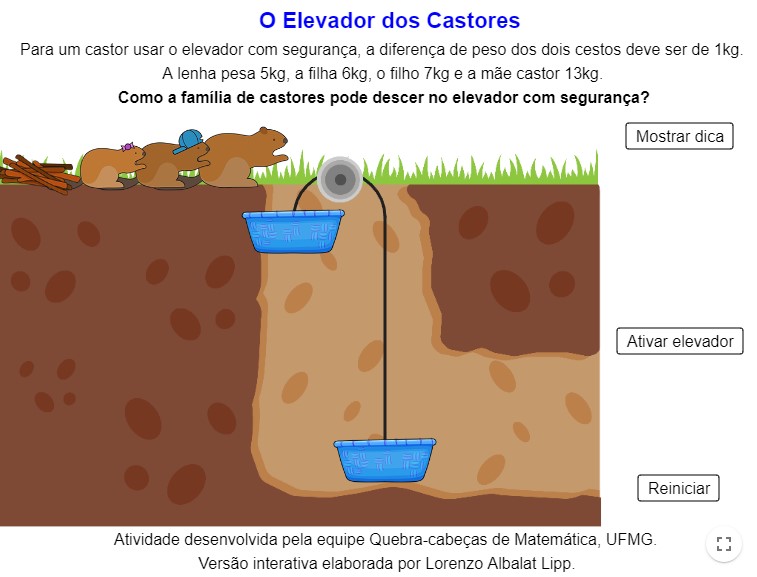 O Elevador dos Castores
Para um castor usar o elevador com segurança, a diferença de peso dos dois cestos deve ser de 1kg.
A lenha pesa 5kg, a filha 6kg, o filho 7kg e a mãe castor 13kg.
Como a família de castores pode descer no elevador com segurança?
Mostrar dica
Ativar elevador
Reiniciar
Atividade desenvolvida pela equipe Quebra-cabeças de Matemática, UFMG.
Versão interativa elaborada por Lorenzo Albalat Lipp.